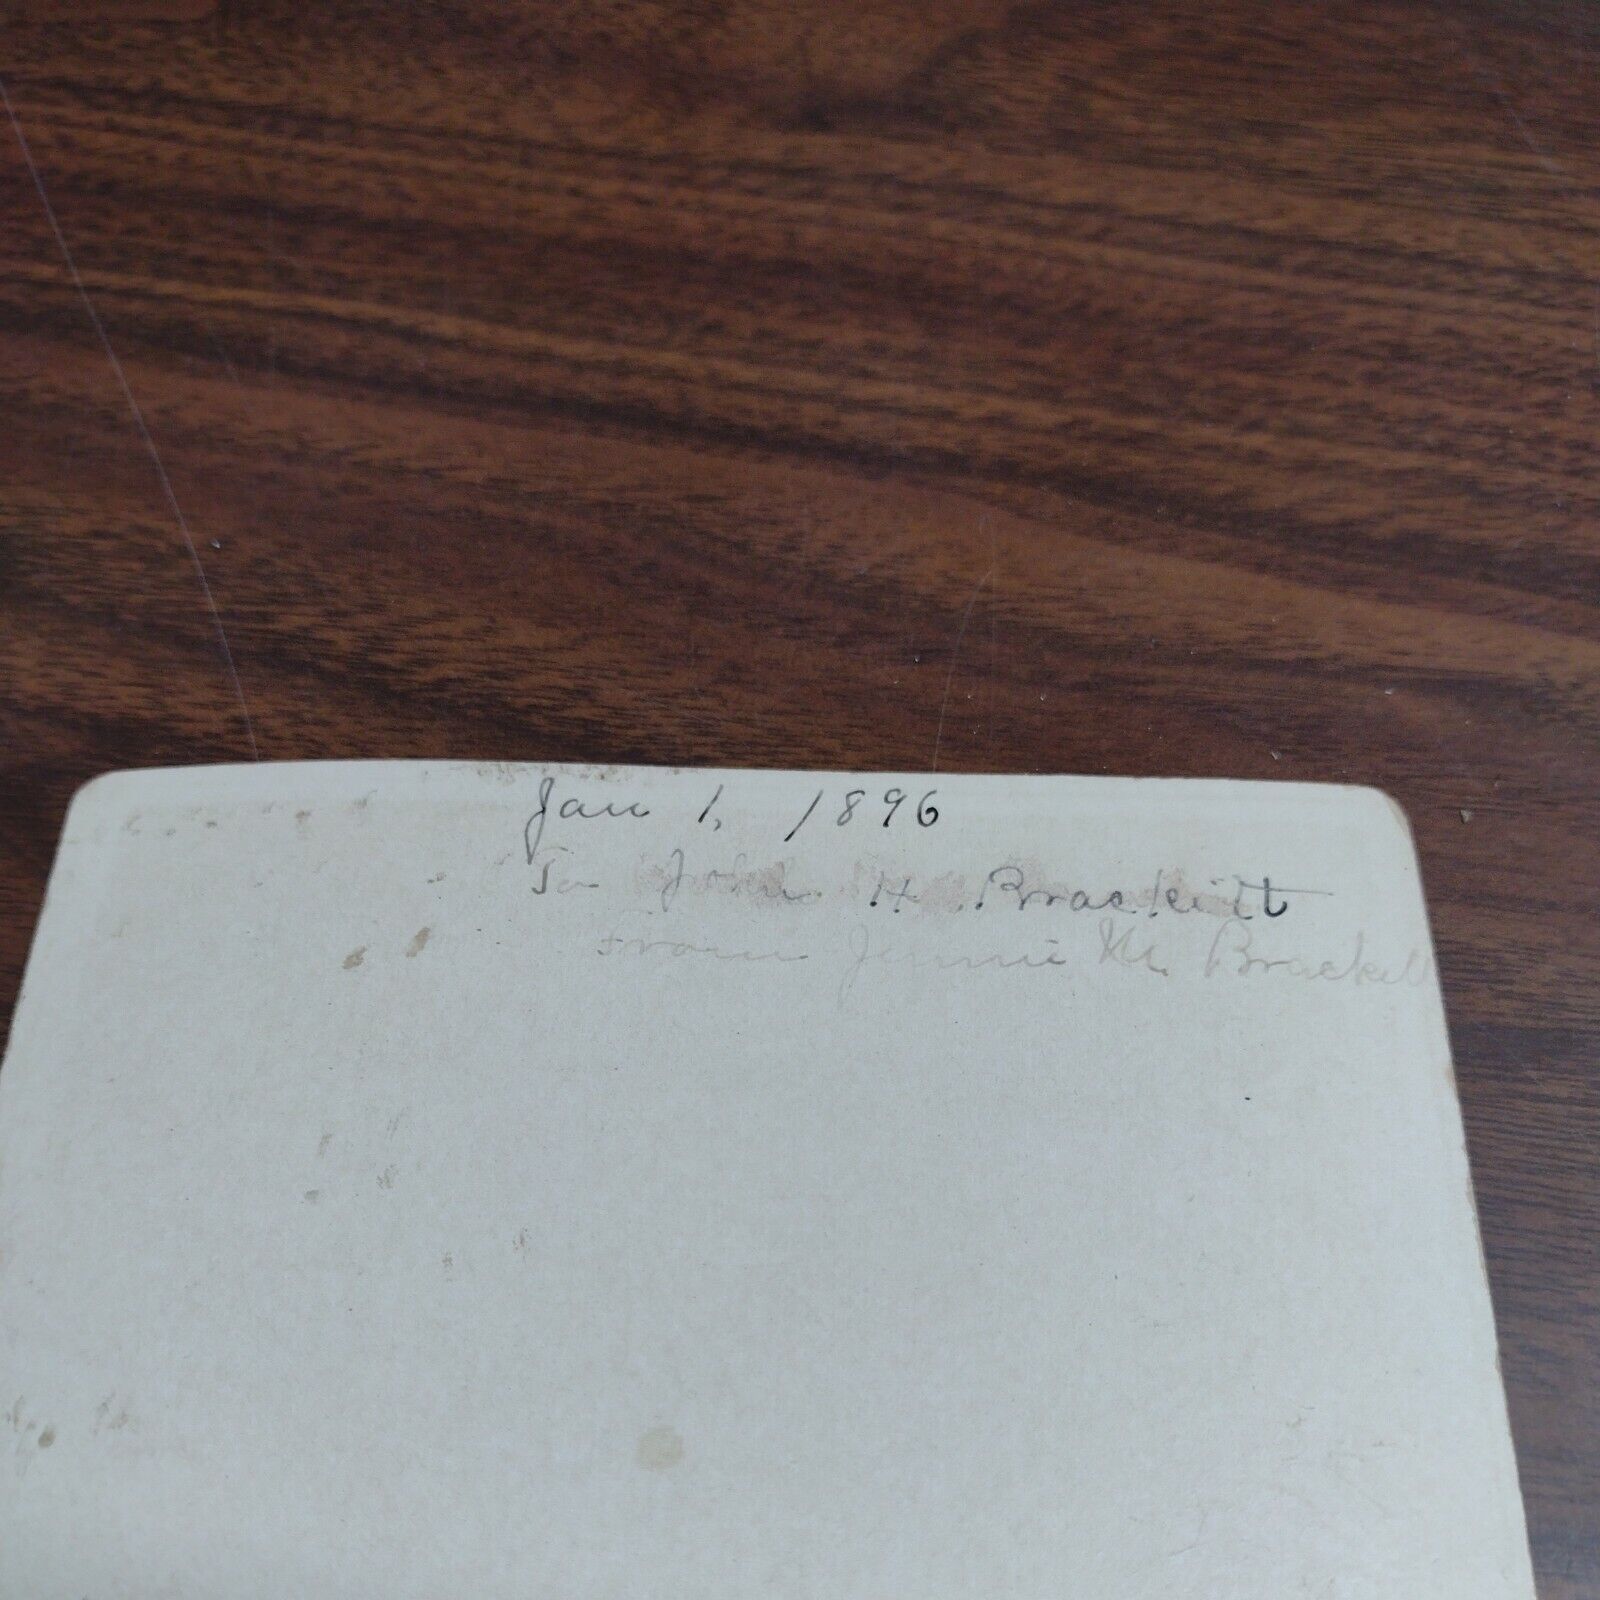 Jan 1, 1896
To John H. Brackett
From Jennie M. Brackett